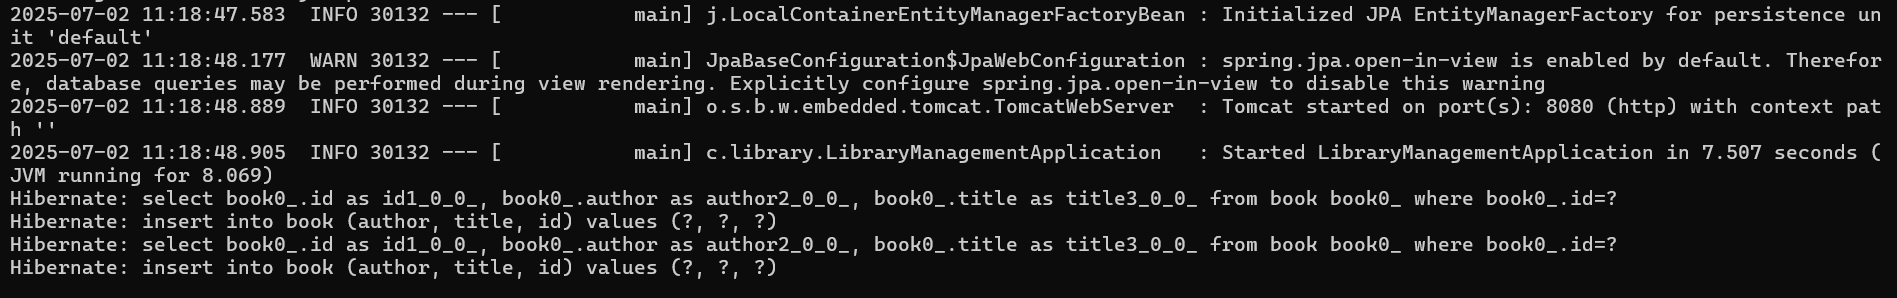 2025-07-02 11:18:47.583  INFO 30132 --- [           main] j.LocalContainerEntityManagerFactoryBean : Initialized JPA EntityManagerFactory for persistence un
it 'default'
2025-07-02 11:18:48.177  WARN 30132 --- [           main] JpaBaseConfiguration$JpaWebConfiguration : spring.jpa.open-in-view is enabled by default. Therefor
e, database queries may be performed during view rendering. Explicitly configure spring.jpa.open-in-view to disable this warning
2025-07-02 11:18:48.889  INFO 30132 --- [           main] o.s.b.w.embedded.tomcat.TomcatWebServer  : Tomcat started on port(s): 8080 (http) with context pat
h ''
2025-07-02 11:18:48.905  INFO 30132 --- [           main] c.library.LibraryManagementApplication   : Started LibraryManagementApplication in 7.507 seconds (
JVM running for 8.069)
Hibernate: select book0_.id as id1_0_0_, book0_.author as author2_0_0_, book0_.title as title3_0_0_ from book book0_ where book0_.id=?
Hibernate: insert into book (author, title, id) values (?, ?, ?)
Hibernate: select book0_.id as id1_0_0_, book0_.author as author2_0_0_, book0_.title as title3_0_0_ from book book0_ where book0_.id=?
Hibernate: insert into book (author, title, id) values (?, ?, ?)